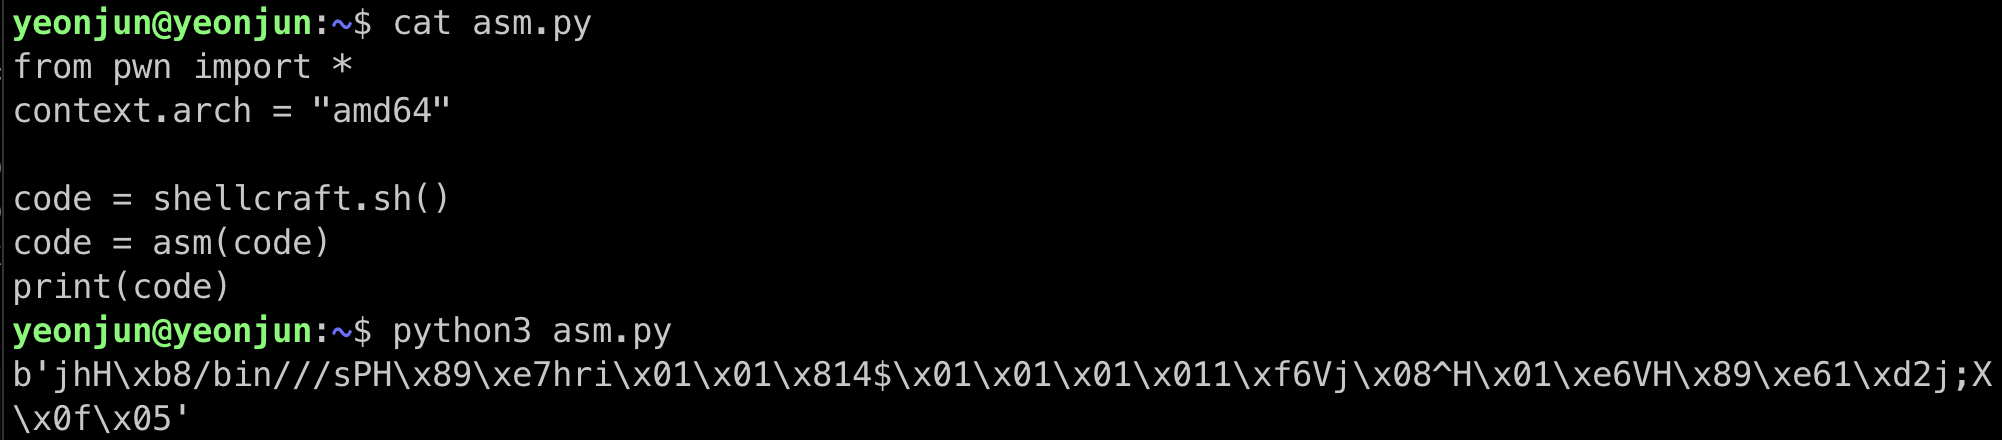 yeonjun@yeonjun:~$ cat asm.py
from pwn import *
context.arch = "amd64"

code = shellcraft.sh()
code = asm(code)
print(code)
yeonjun@yeonjun:~$ python3 asm.py
b'jhH\xb8/bin///sPH\x89\xe7hri\x01\x01\x814$\x01\x01\x01\x011\xf6Vj\x08^H\x01\xe6VH\x89\xe61\xd2j;X
\x0f\x05'